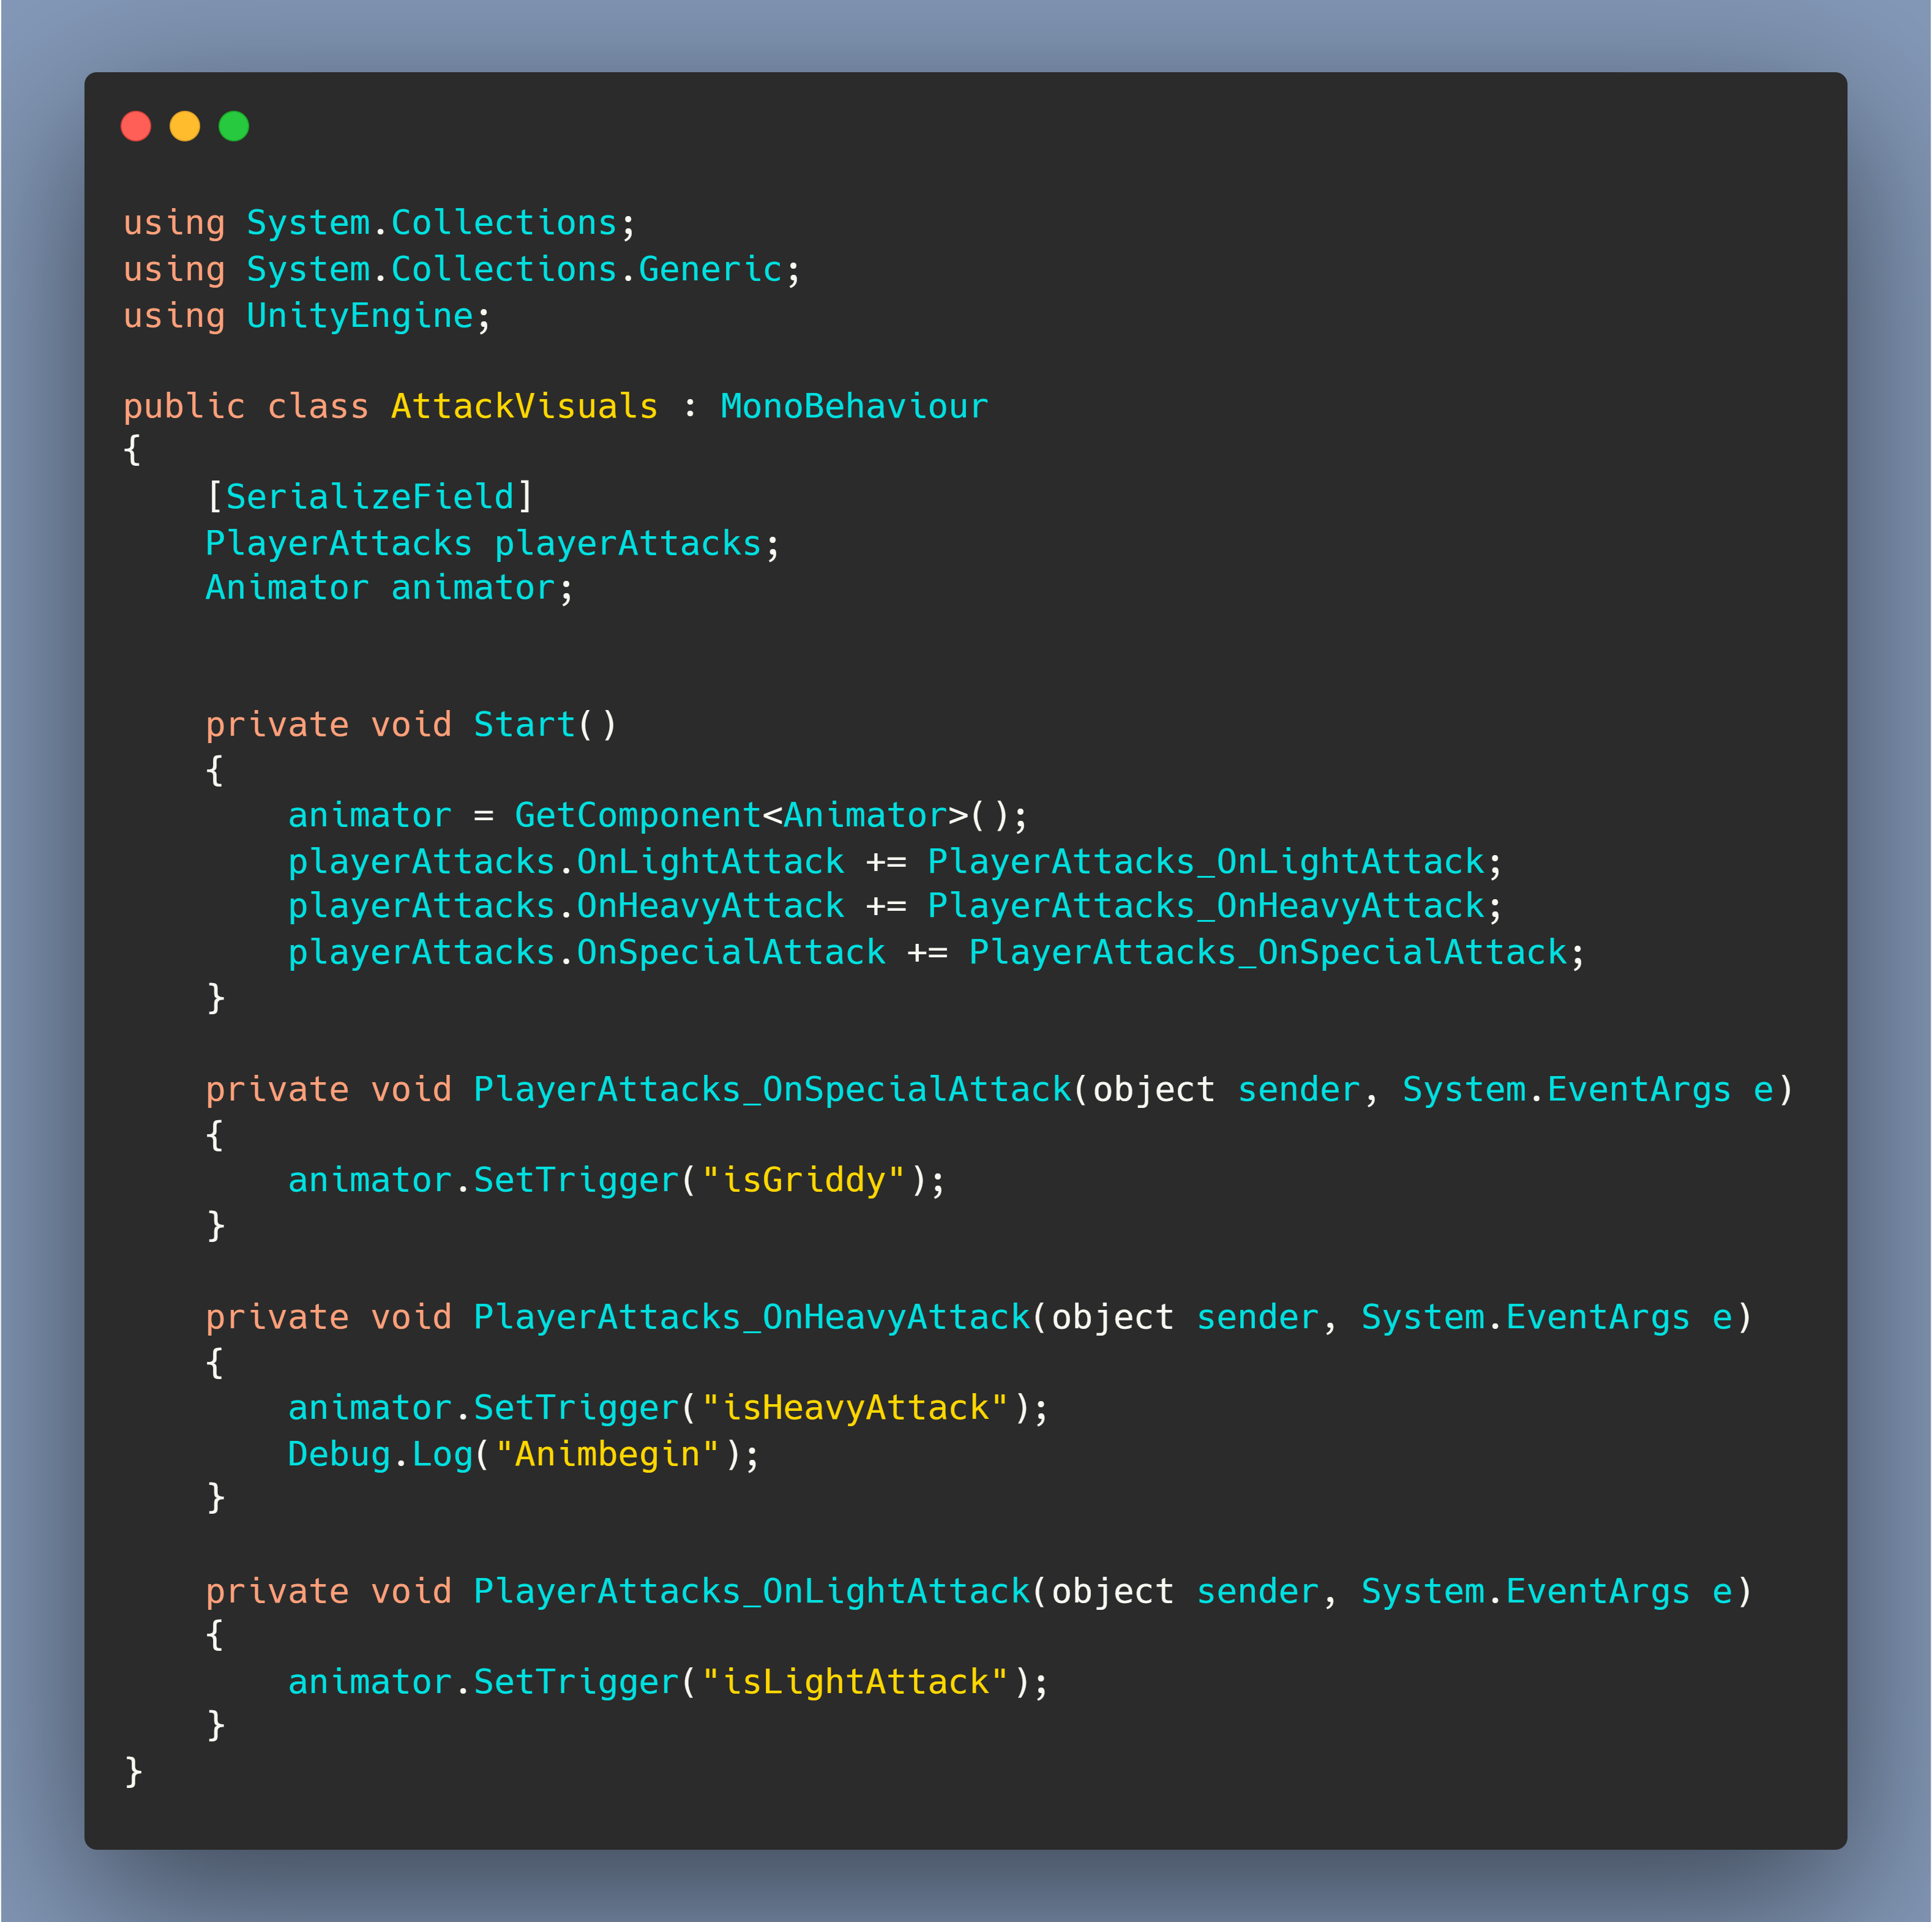 using System.Collections;
using System.Collections.Generic;
using UnityEngine;

public class AttackVisuals : MonoBehaviour
{
    [SerializeField]
    PlayerAttacks playerAttacks;
    Animator animator;


    private void Start()
    {
        animator = GetComponent<Animator>();
        playerAttacks.OnLightAttack += PlayerAttacks_OnLightAttack;
        playerAttacks.OnHeavyAttack += PlayerAttacks_OnHeavyAttack;
        playerAttacks.OnSpecialAttack += PlayerAttacks_OnSpecialAttack;
    }

    private void PlayerAttacks_OnSpecialAttack(object sender, System.EventArgs e)
    {
        animator.SetTrigger("isGriddy");
    }

    private void PlayerAttacks_OnHeavyAttack(object sender, System.EventArgs e)
    {
        animator.SetTrigger("isHeavyAttack");
        Debug.Log("Animbegin");
    }

    private void PlayerAttacks_OnLightAttack(object sender, System.EventArgs e)
    {
        animator.SetTrigger("isLightAttack");
    }
}